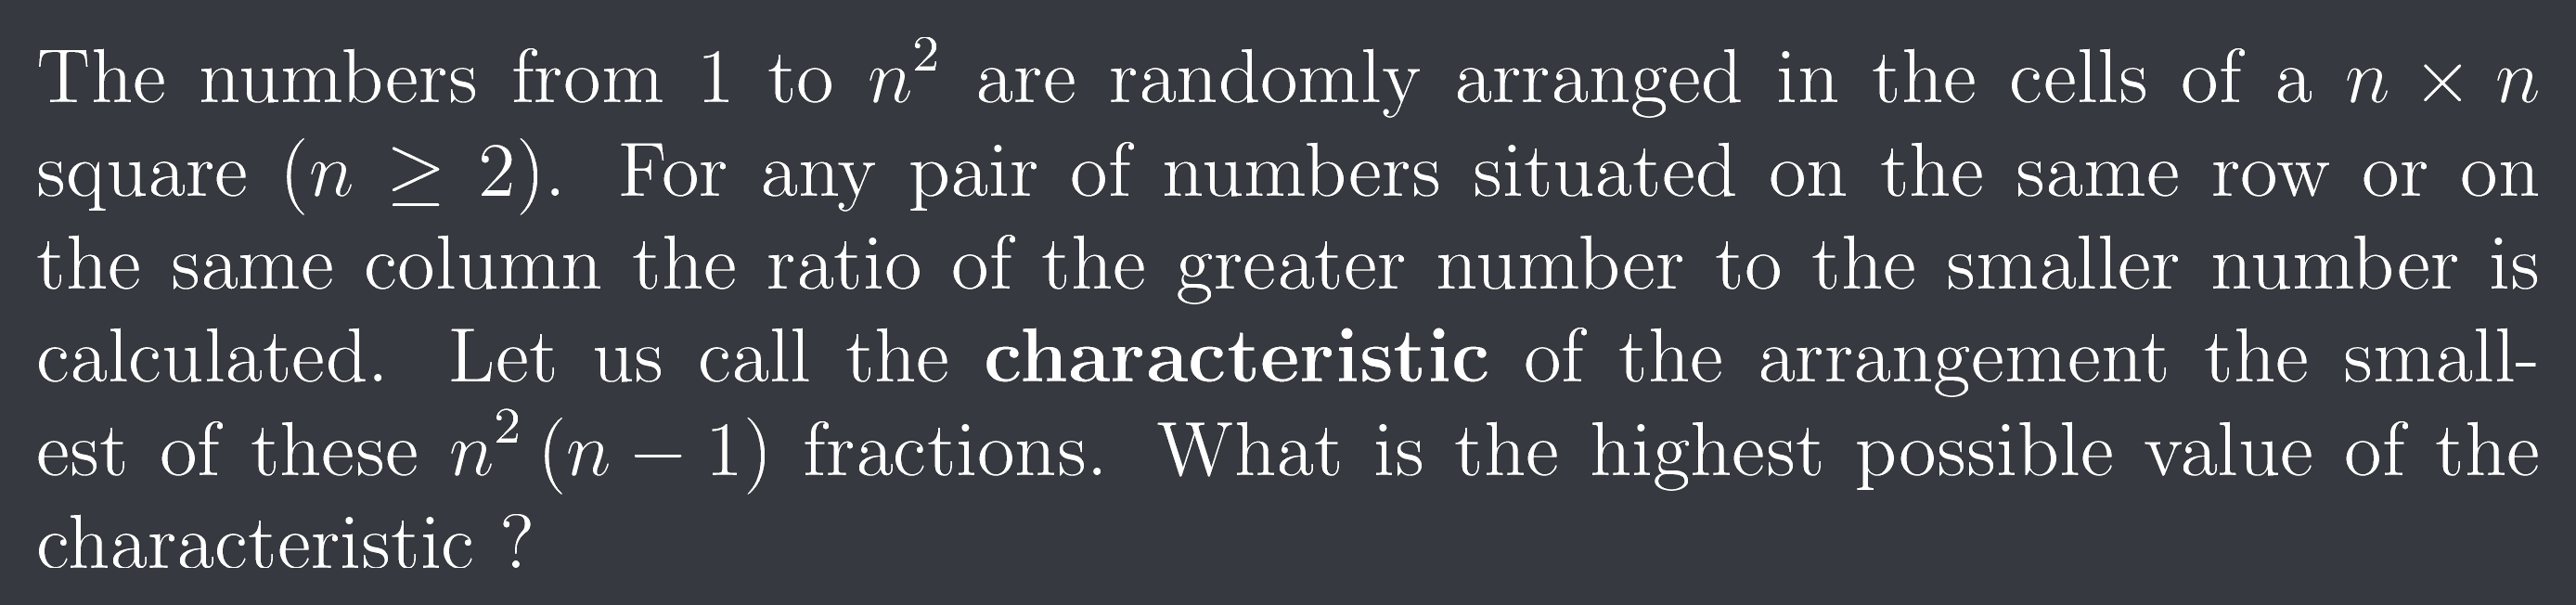 The numbers from 1 to n² are randomly arranged in the cells of a n × n
square (n ≥ 2). For any pair of numbers situated on the same row or on
the same column the ratio of the greater number to the smaller number is
calculated. Let us call the characteristic of the arrangement the small-
est of these n² (n − 1) fractions. What is the highest possible value of the
characteristic ?